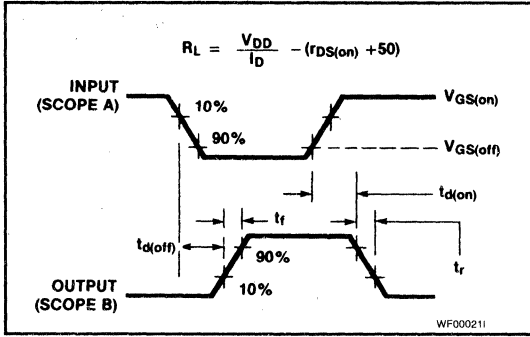 R_L = V_DD / I_D – (r_DS(on) + 50)
INPUT
(SCOPE A)
10%
90%
V_GS(on)
V_GS(off)
t_d(on)
t_f
t_d(off)
90%
10%
t_r
OUTPUT
(SCOPE B)
WF00021I